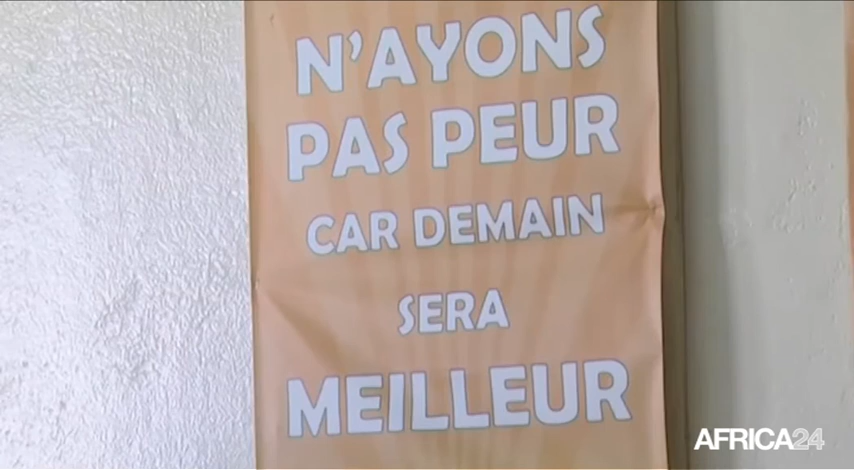 N'AYONS
PAS PEUR
CAR DEMAIN
SERA
MEILLEUR
AFRICA24